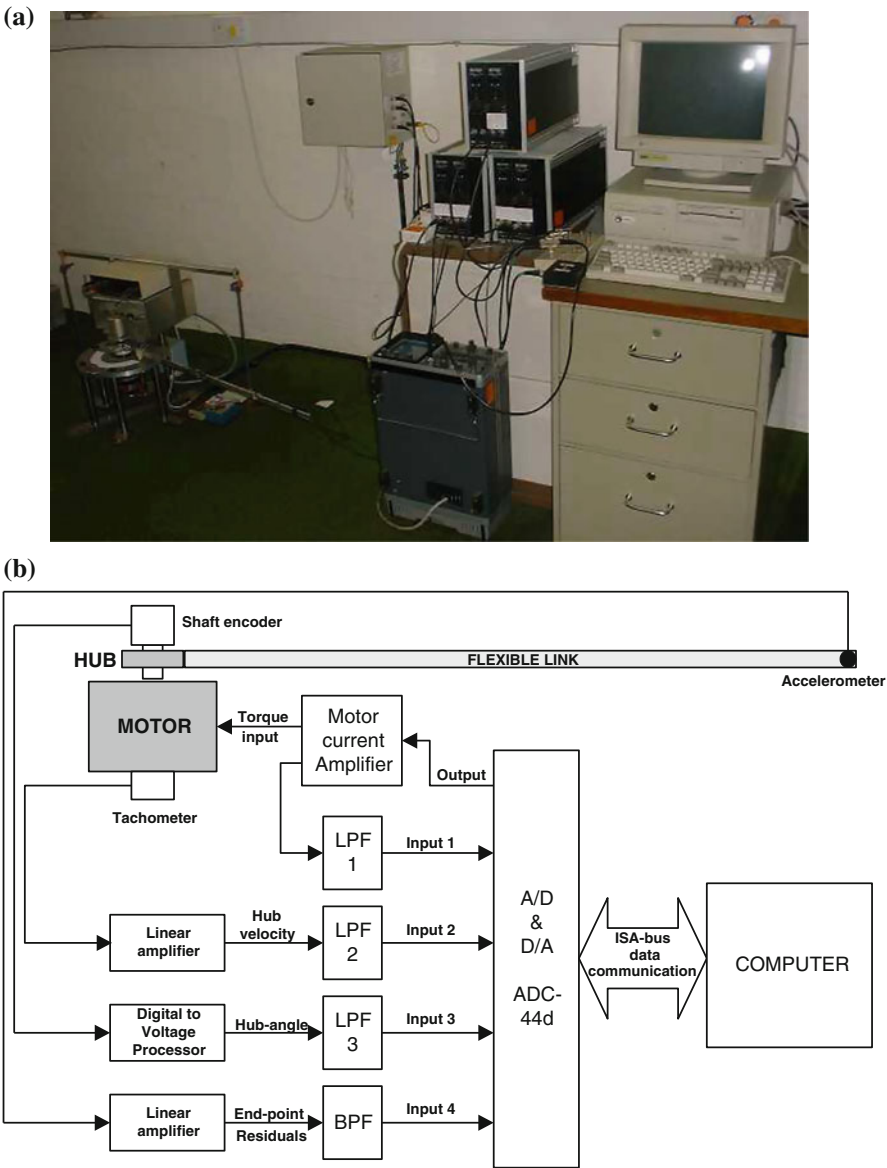 (a)
(b)
Shaft encoder
HUB
FLEXIBLE LINK
Accelerometer
MOTOR
Torque
input
Motor
current
Amplifier
Output
Tachometer
LPF
1
Input 1
Linear
amplifier
Hub
velocity
LPF
2
Input 2
Digital to
Voltage
Processor
Hub-angle
LPF
3
Input 3
Linear
amplifier
End-point
Residuals
BPF
Input 4
A/D
&
D/A
ADC-
44d
ISA-bus
data
communication
COMPUTER